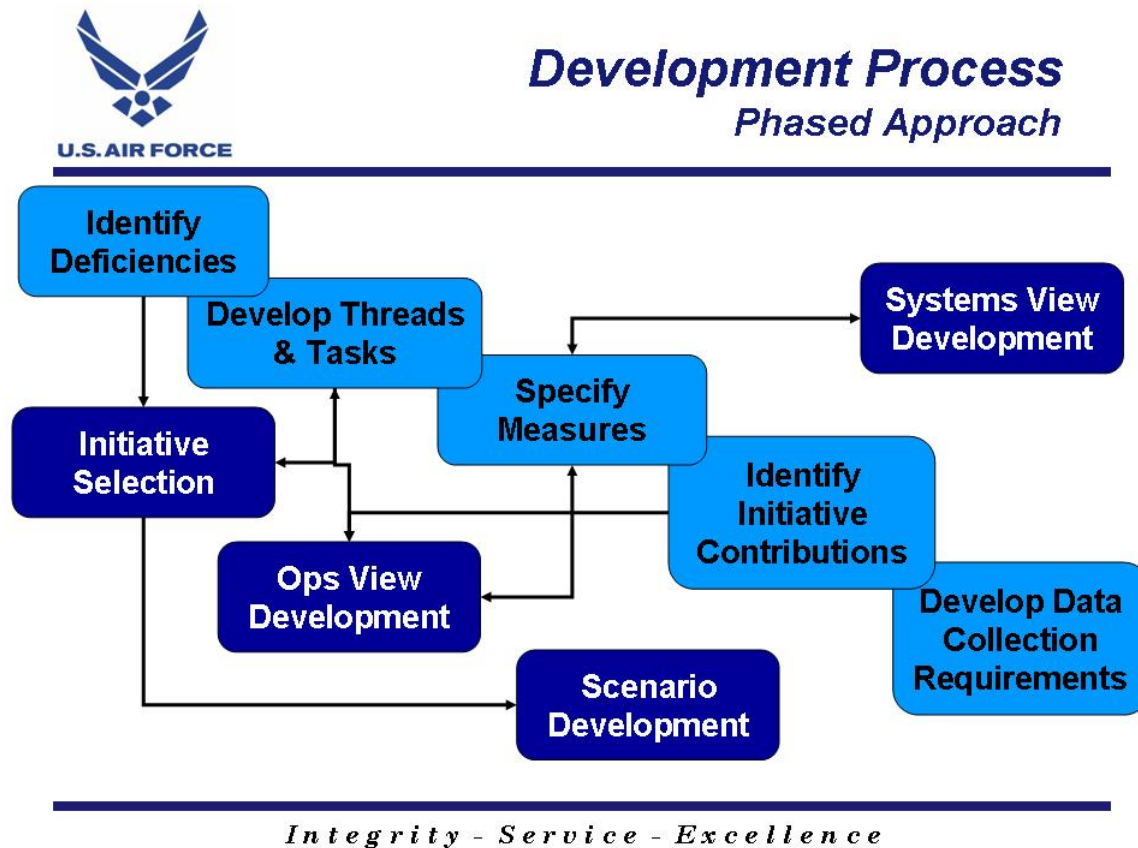 U.S. AIR FORCE
Development Process
Phased Approach
Identify
Deficiencies
Develop Threads
& Tasks
Systems View
Development
Specify
Measures
Initiative
Selection
Identify
Initiative
Contributions
Ops View
Development
Develop Data
Collection
Requirements
Scenario
Development
Integrity - Service - Excellence